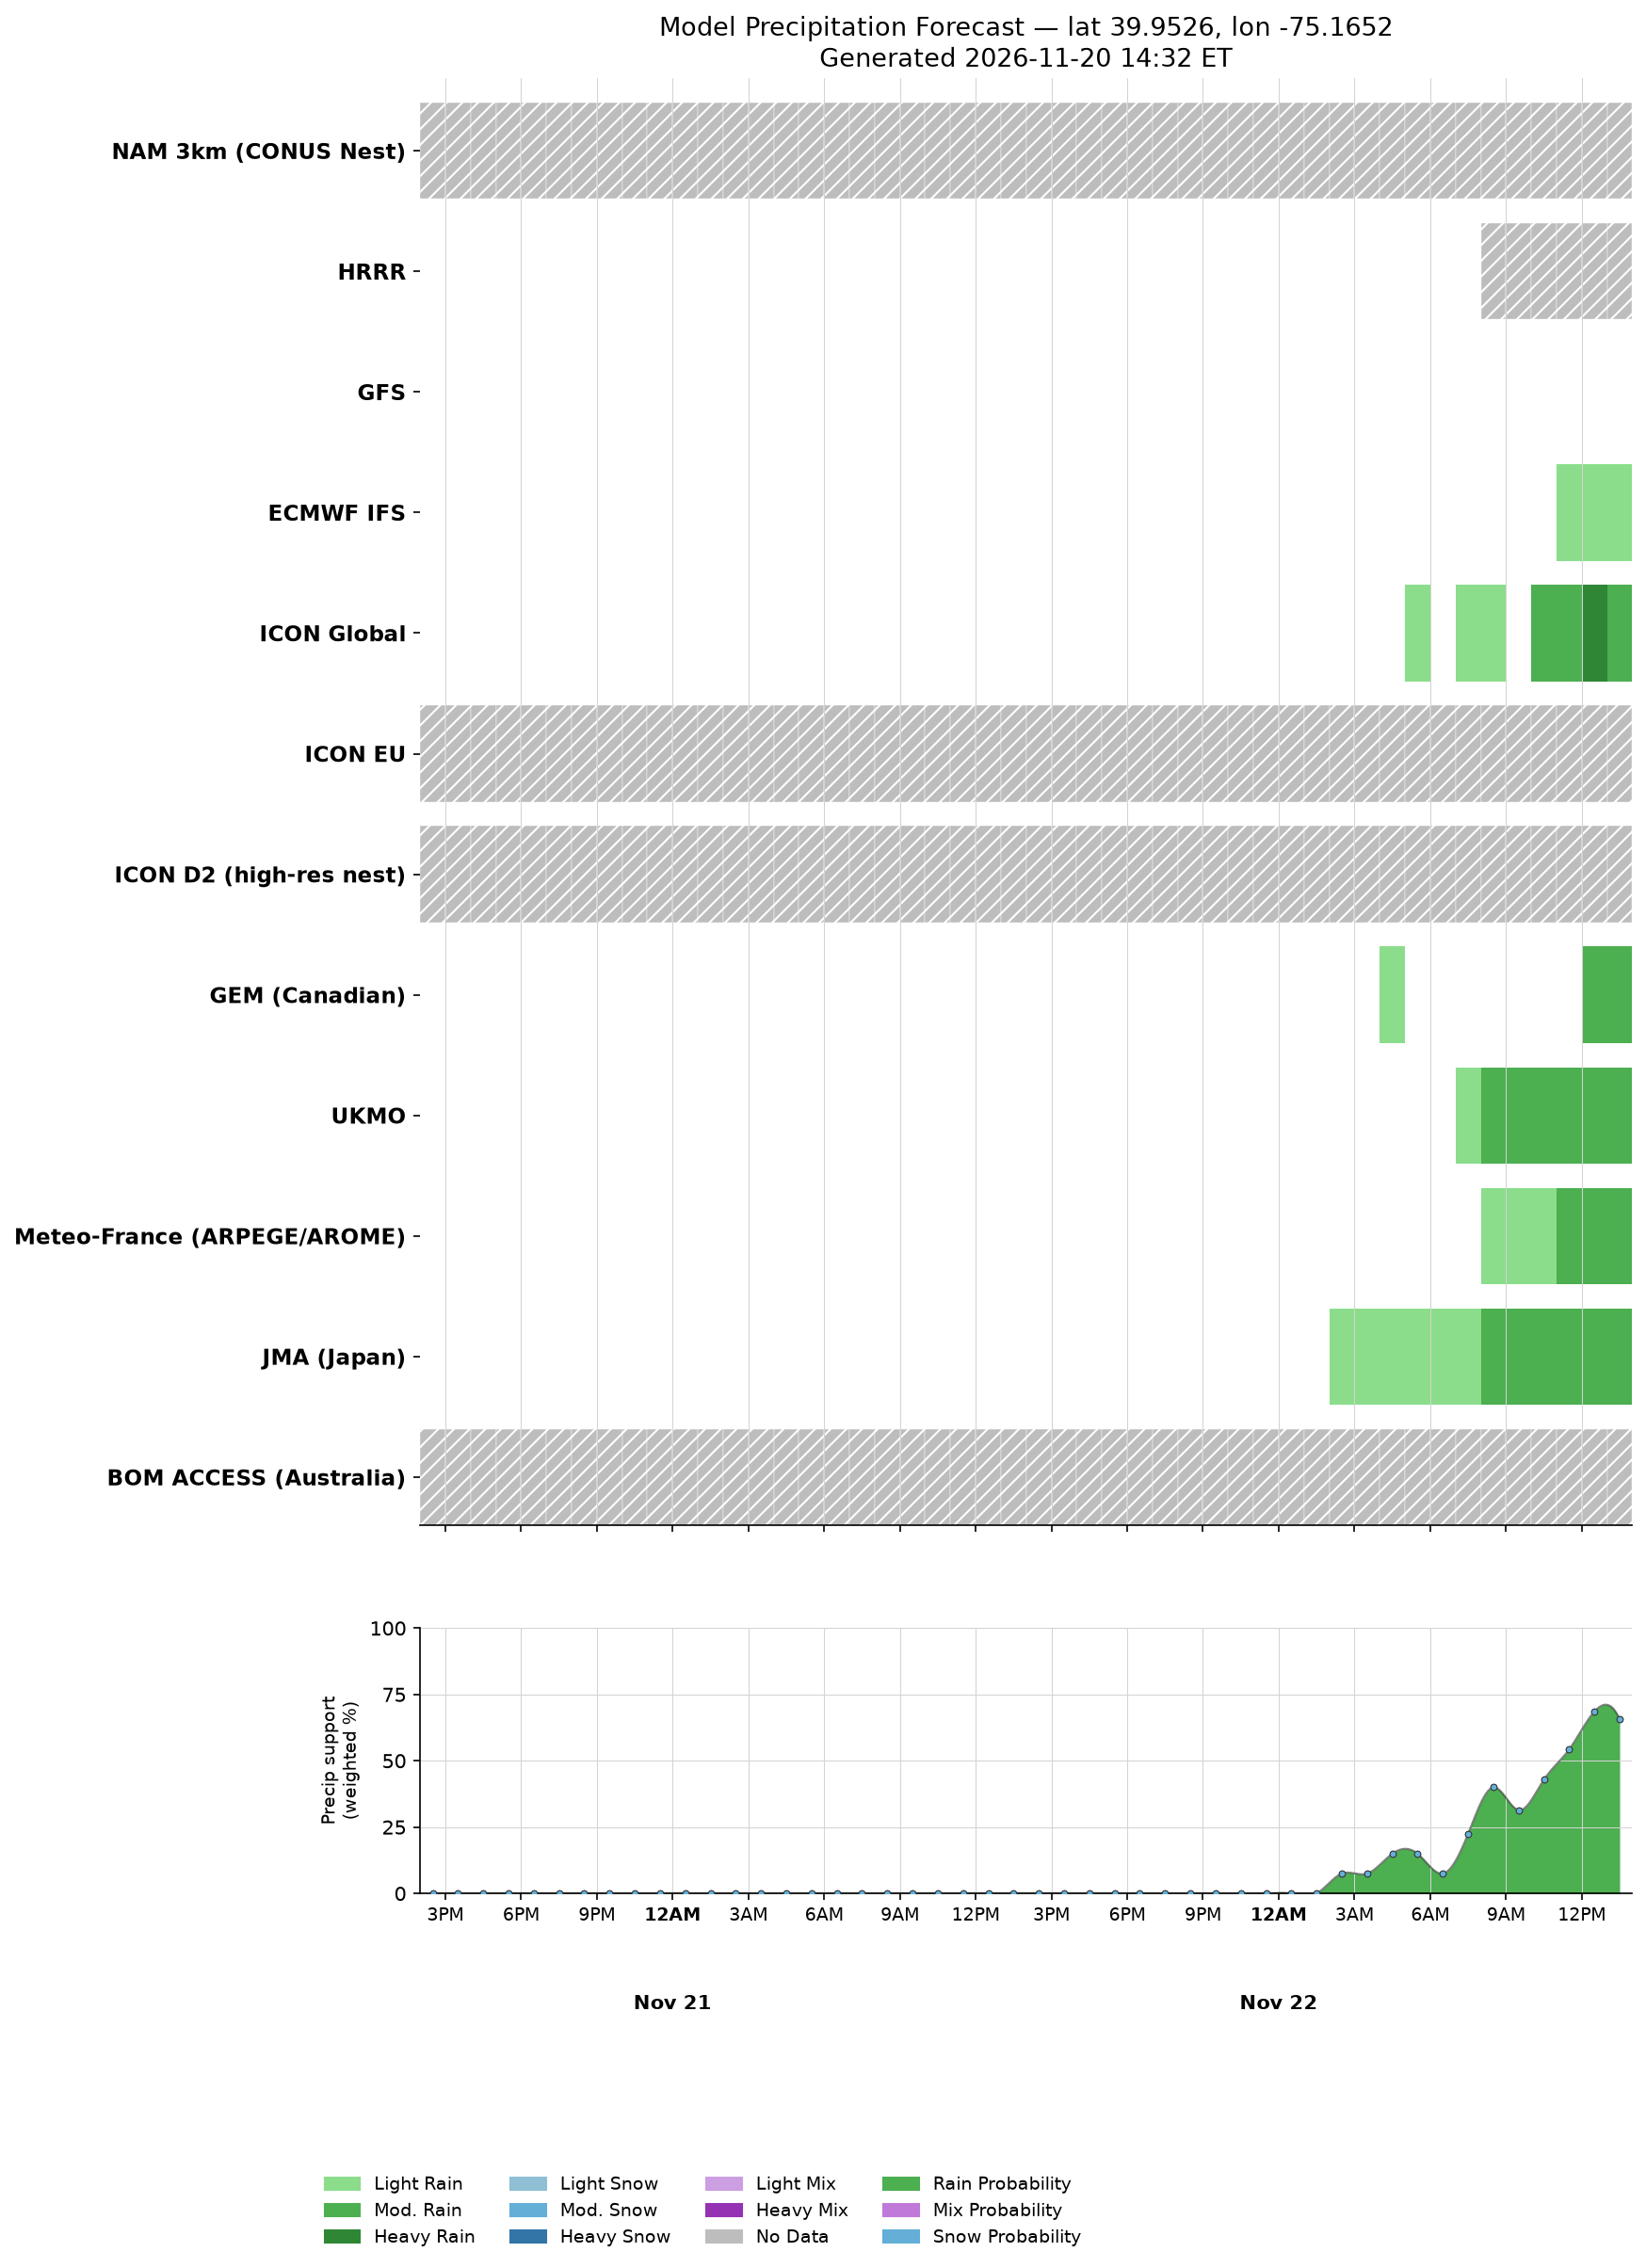 Model Precipitation Forecast — lat 39.9526, lon -75.1652
Generated 2026-11-20 14:32 ET
NAM 3km (CONUS Nest)
HRRR
GFS
ECMWF IFS
ICON Global
ICON EU
ICON D2 (high-res nest)
GEM (Canadian)
UKMO
Meteo-France (ARPEGE/AROME)
JMA (Japan)
BOM ACCESS (Australia)
Precip support
(weighted %)
100
75
50
25
0
3PM 6PM 9PM 12AM 3AM 6AM 9AM 12PM 3PM 6PM 9PM 12AM 3AM 6AM 9AM 12PM
Nov 21 Nov 22
Light Rain Light Snow Light Mix Rain Probability
Mod. Rain Mod. Snow Heavy Mix Mix Probability
Heavy Rain Heavy Snow No Data Snow Probability